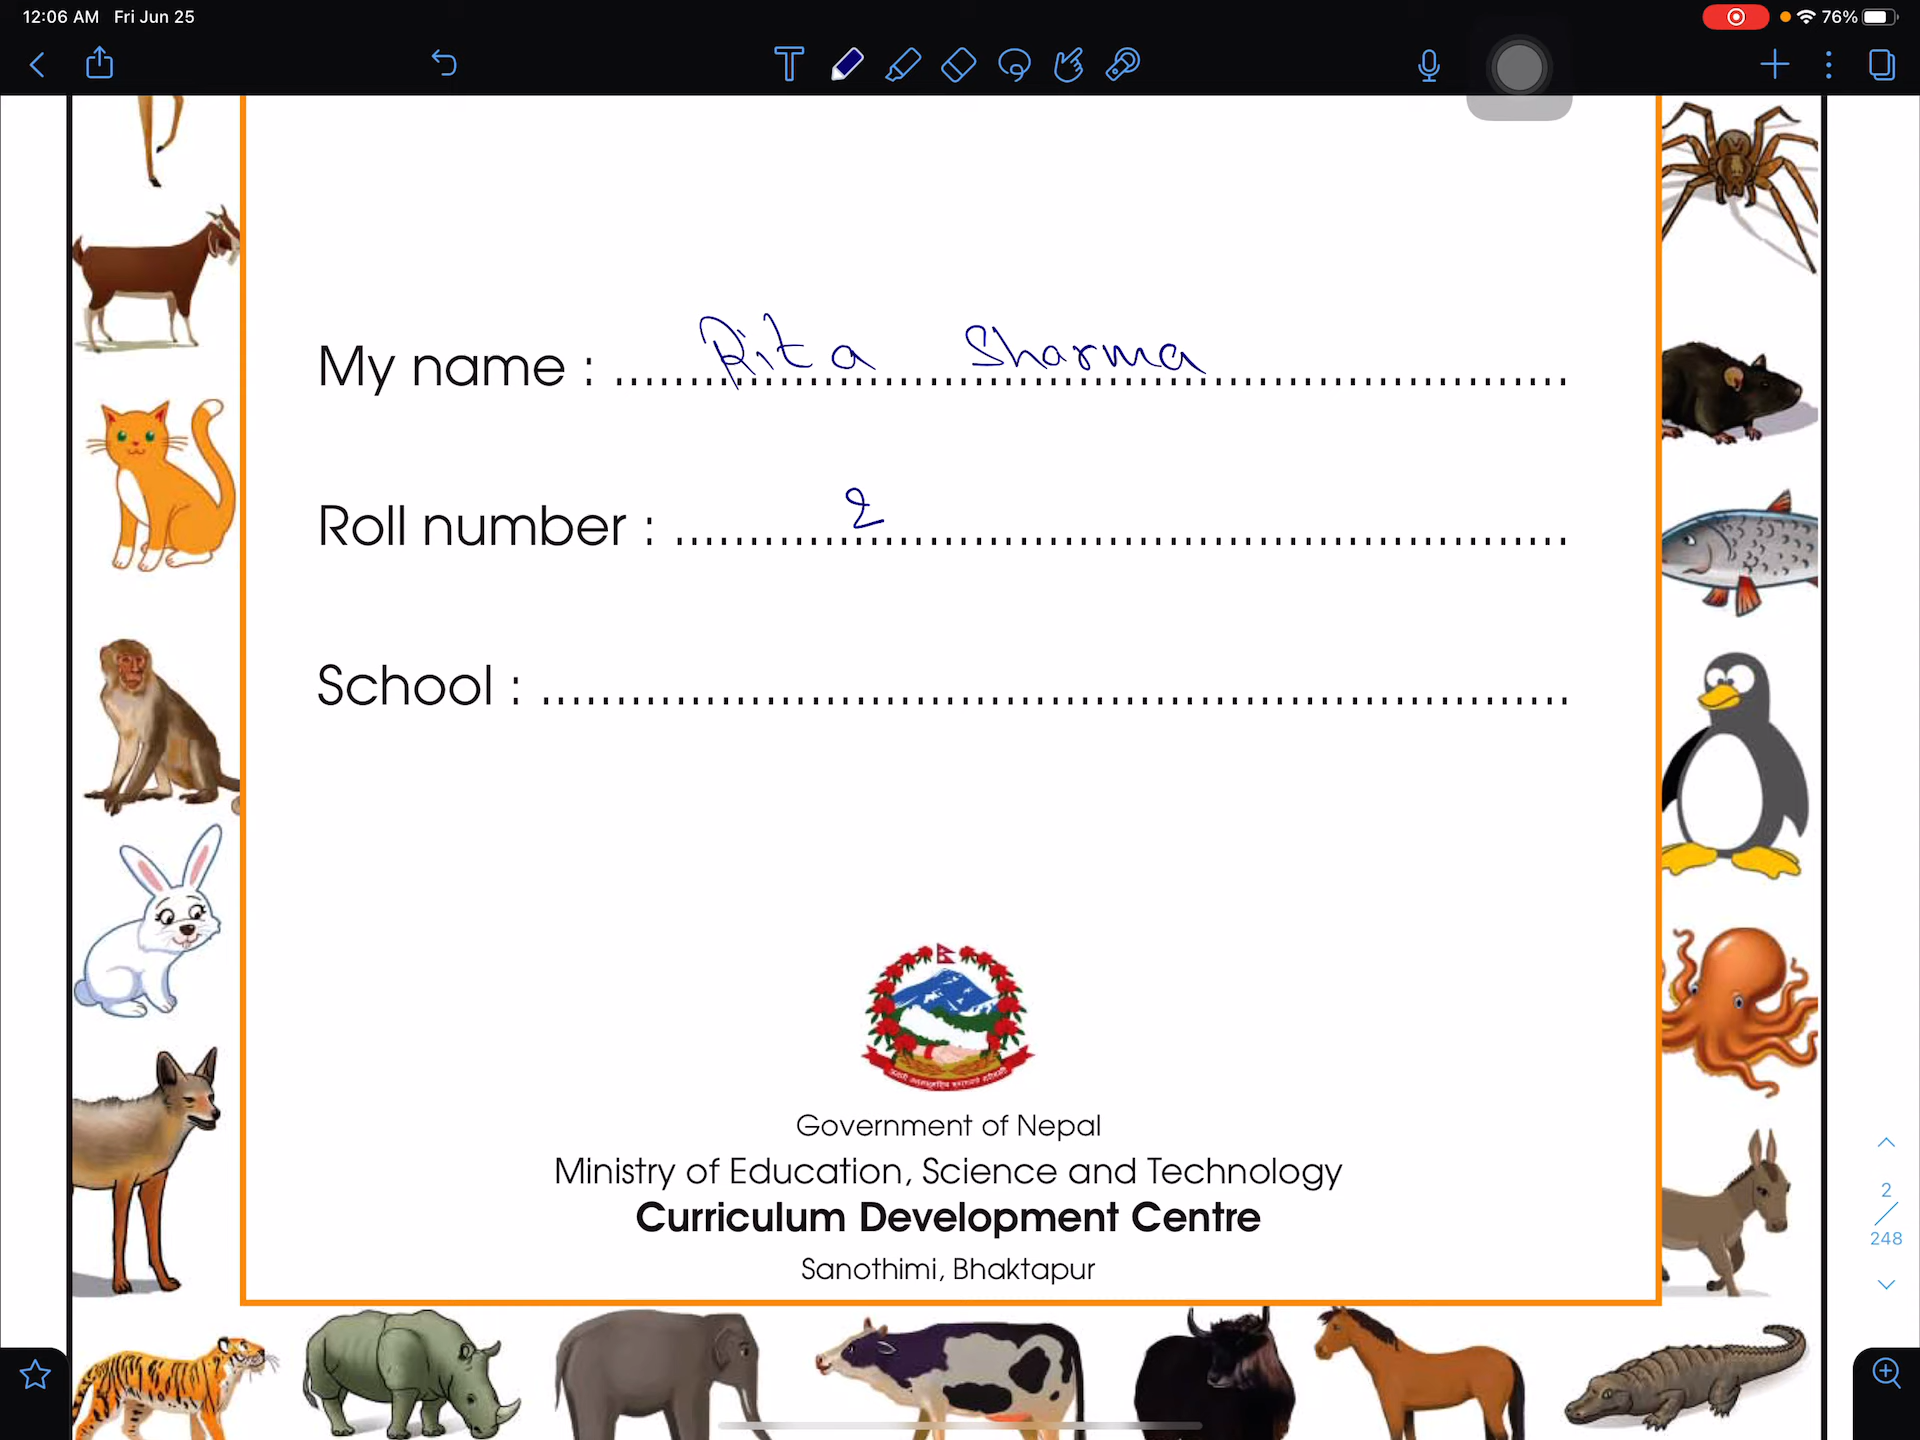 12:06 AM Fri Jun 25 76%
My name : Rita Sharma
Roll number : 2
School :
Government of Nepal
Ministry of Education, Science and Technology
Curriculum Development Centre
Sanothimi, Bhaktapur
2
/
248